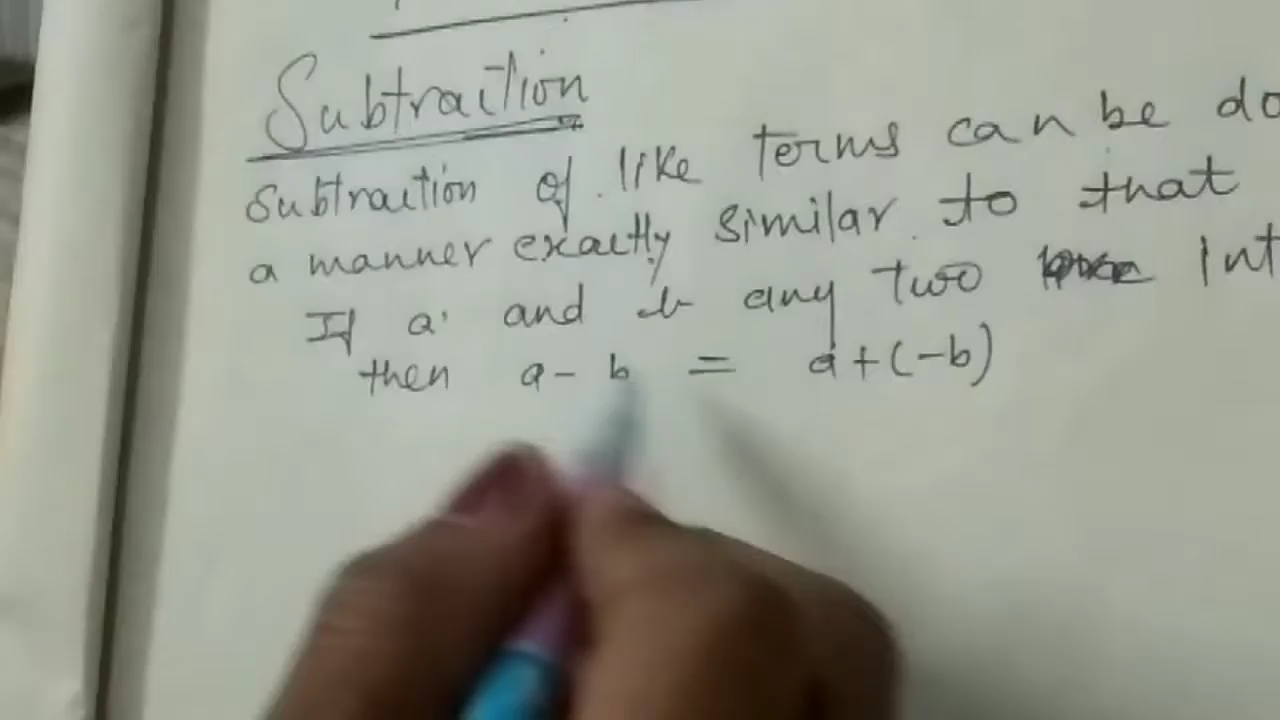 Subtraction
Subtraction of like terms can be do
a manner exactly similar to that
If a and b any two Int
then a - b = a + (-b)